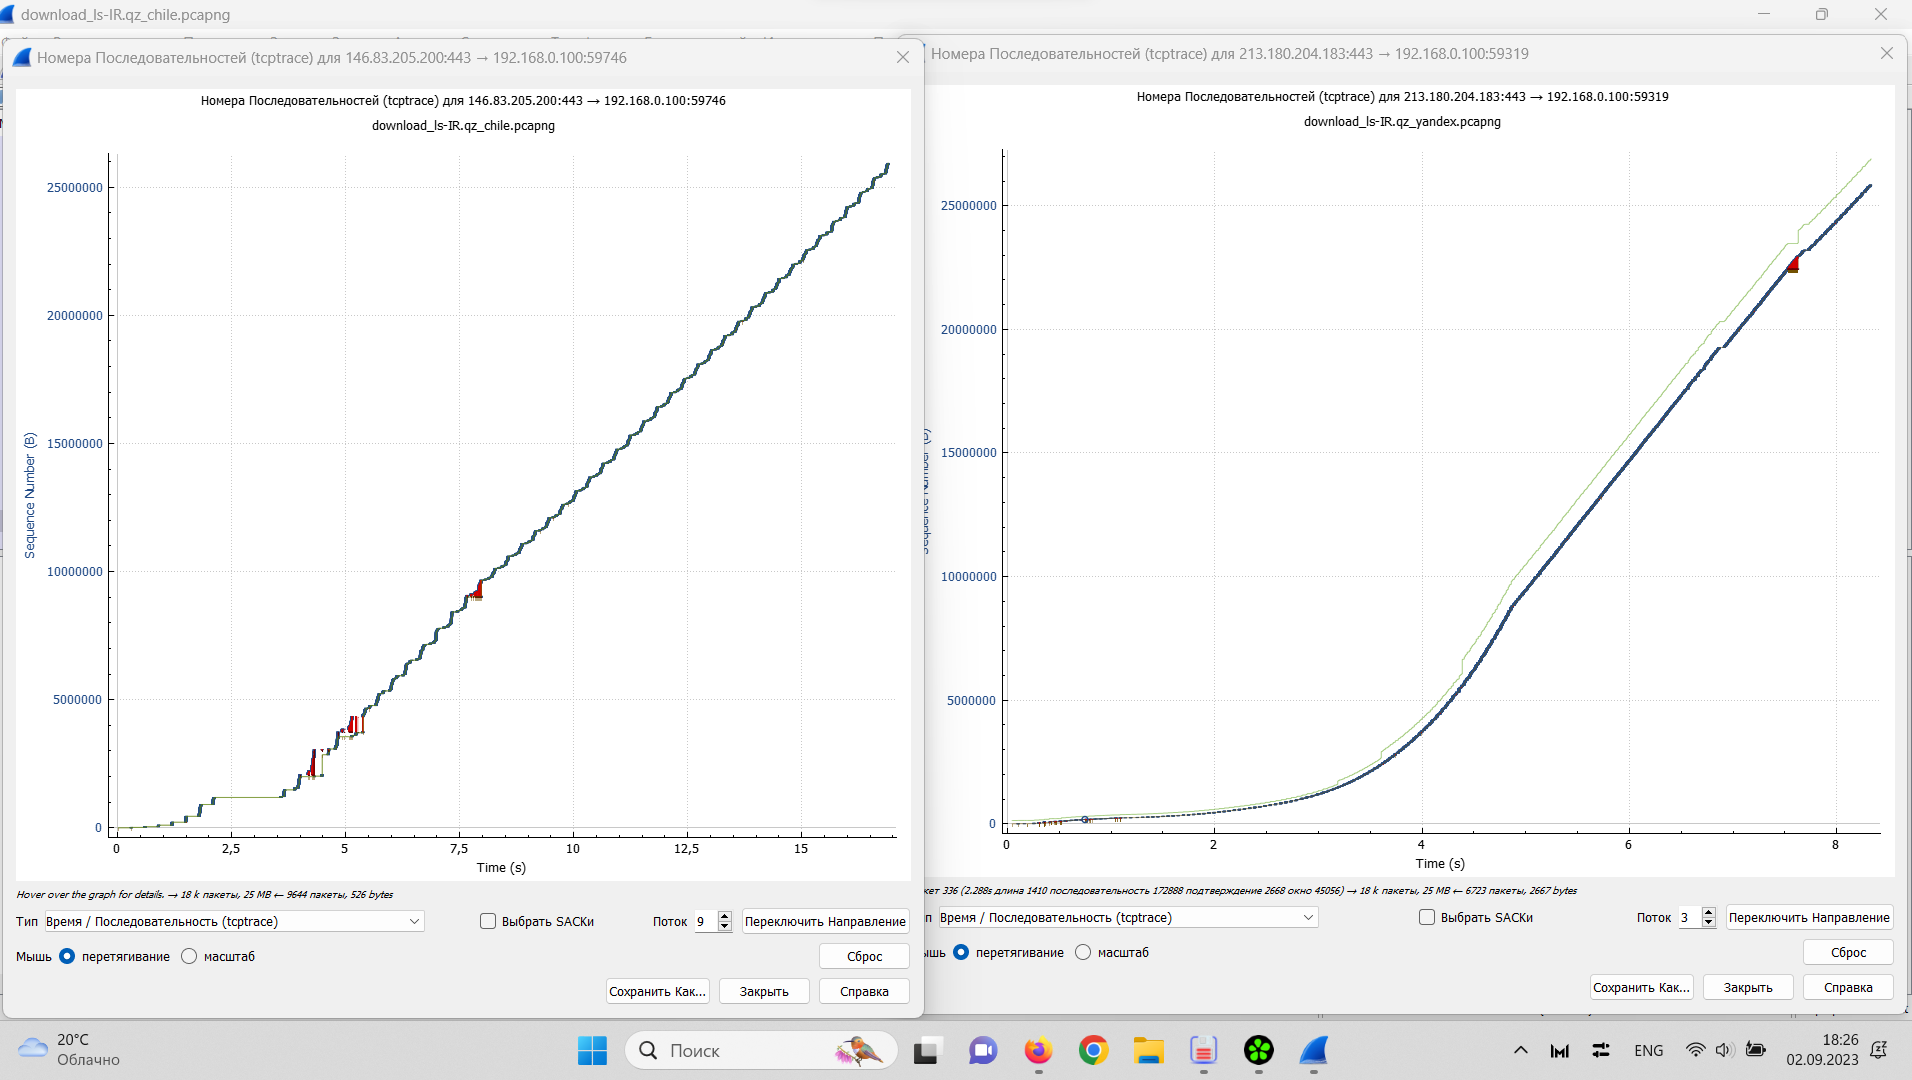 download_ls-IR.qz_chile.pcapng
Номера Последовательностей (tcptrace) для 146.83.205.200:443 → 192.168.0.100:59746
Номера Последовательностей (tcptrace) для 146.83.205.200:443 → 192.168.0.100:59746
download_ls-IR.qz_chile.pcapng
Sequence Number (B)
25000000
20000000
15000000
10000000
5000000
0
0 2,5 5 7,5 10 12,5 15
Time (s)
Hover over the graph for details. → 18 k пакеты, 25 MB ← 9644 пакеты, 526 bytes
Тип Время / Последовательность (tcptrace) Выбрать SACKи Поток 9 Переключить Направление
Мышь перетягивание масштаб Сброс
Сохранить Как... Закрыть Справка
Номера Последовательностей (tcptrace) для 213.180.204.183:443 → 192.168.0.100:59319
Номера Последовательностей (tcptrace) для 213.180.204.183:443 → 192.168.0.100:59319
download_ls-IR.qz_yandex.pcapng
25000000
20000000
15000000
10000000
5000000
0
0 2 4 6 8
Time (s)
кет 336 (2.288s длина 1410 последовательность 172888 подтверждение 2668 окно 45056) → 18 k пакеты, 25 MB ← 6723 пакеты, 2667 bytes
п Время / Последовательность (tcptrace) Выбрать SACKи Поток 3 Переключить Направление
ышь перетягивание масштаб Сброс
Сохранить Как... Закрыть Справка
20°C
Облачно
Поиск
ENG
18:26
02.09.2023